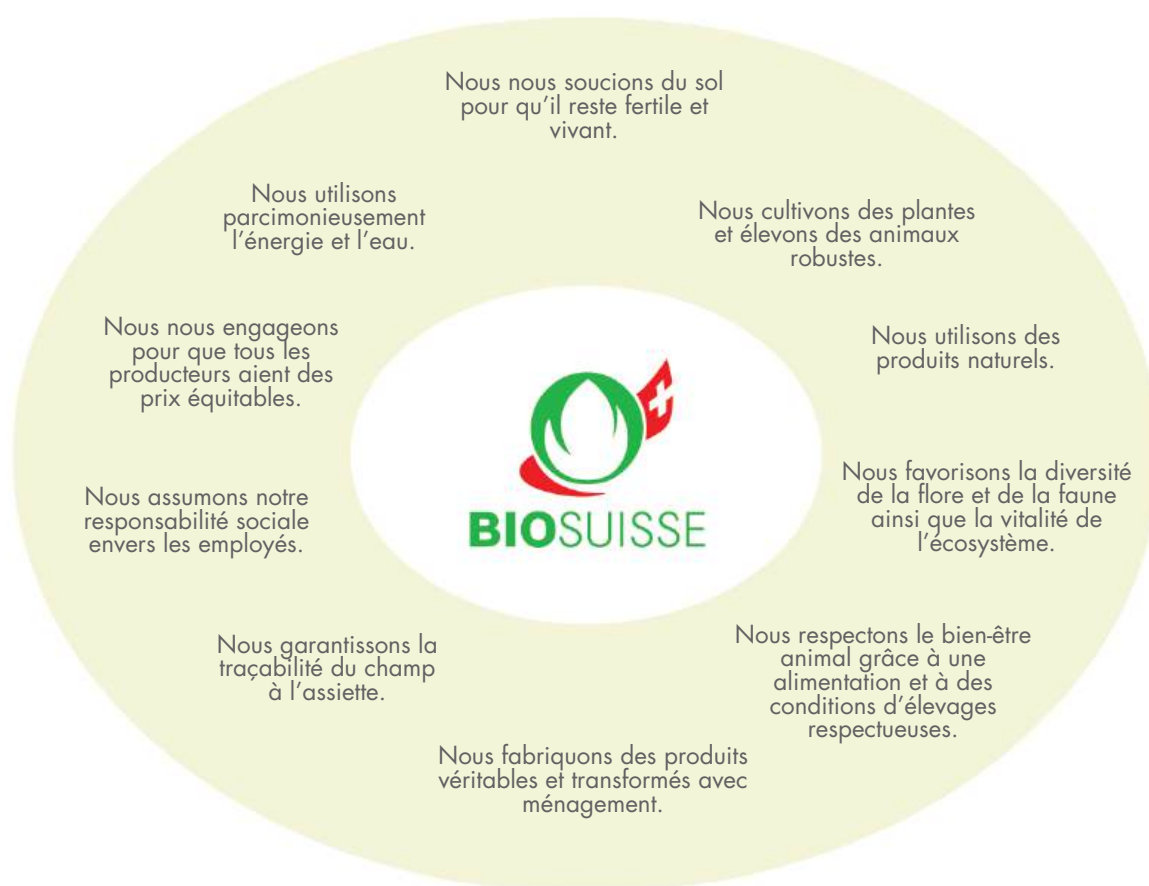 Nous nous soucions du sol
pour qu'il reste fertile et
vivant.
Nous utilisons
parcimonieusement
l'énergie et l'eau.
Nous cultivons des plantes
et élevons des animaux
robustes.
Nous nous engageons
pour que tous les
producteurs aient des
prix équitables.
Nous utilisons des
produits naturels.
BIOSUISSE
Nous favorisons la diversité
de la flore et de la faune
ainsi que la vitalité de
l'écosystème.
Nous assumons notre
responsabilité sociale
envers les employés.
Nous respectons le bien-être
animal grâce à une
alimentation et à des
conditions d'élevages
respectueuses.
Nous garantissons la
traçabilité du champ
à l'assiette.
Nous fabriquons des produits
véritables et transformés avec
ménagement.